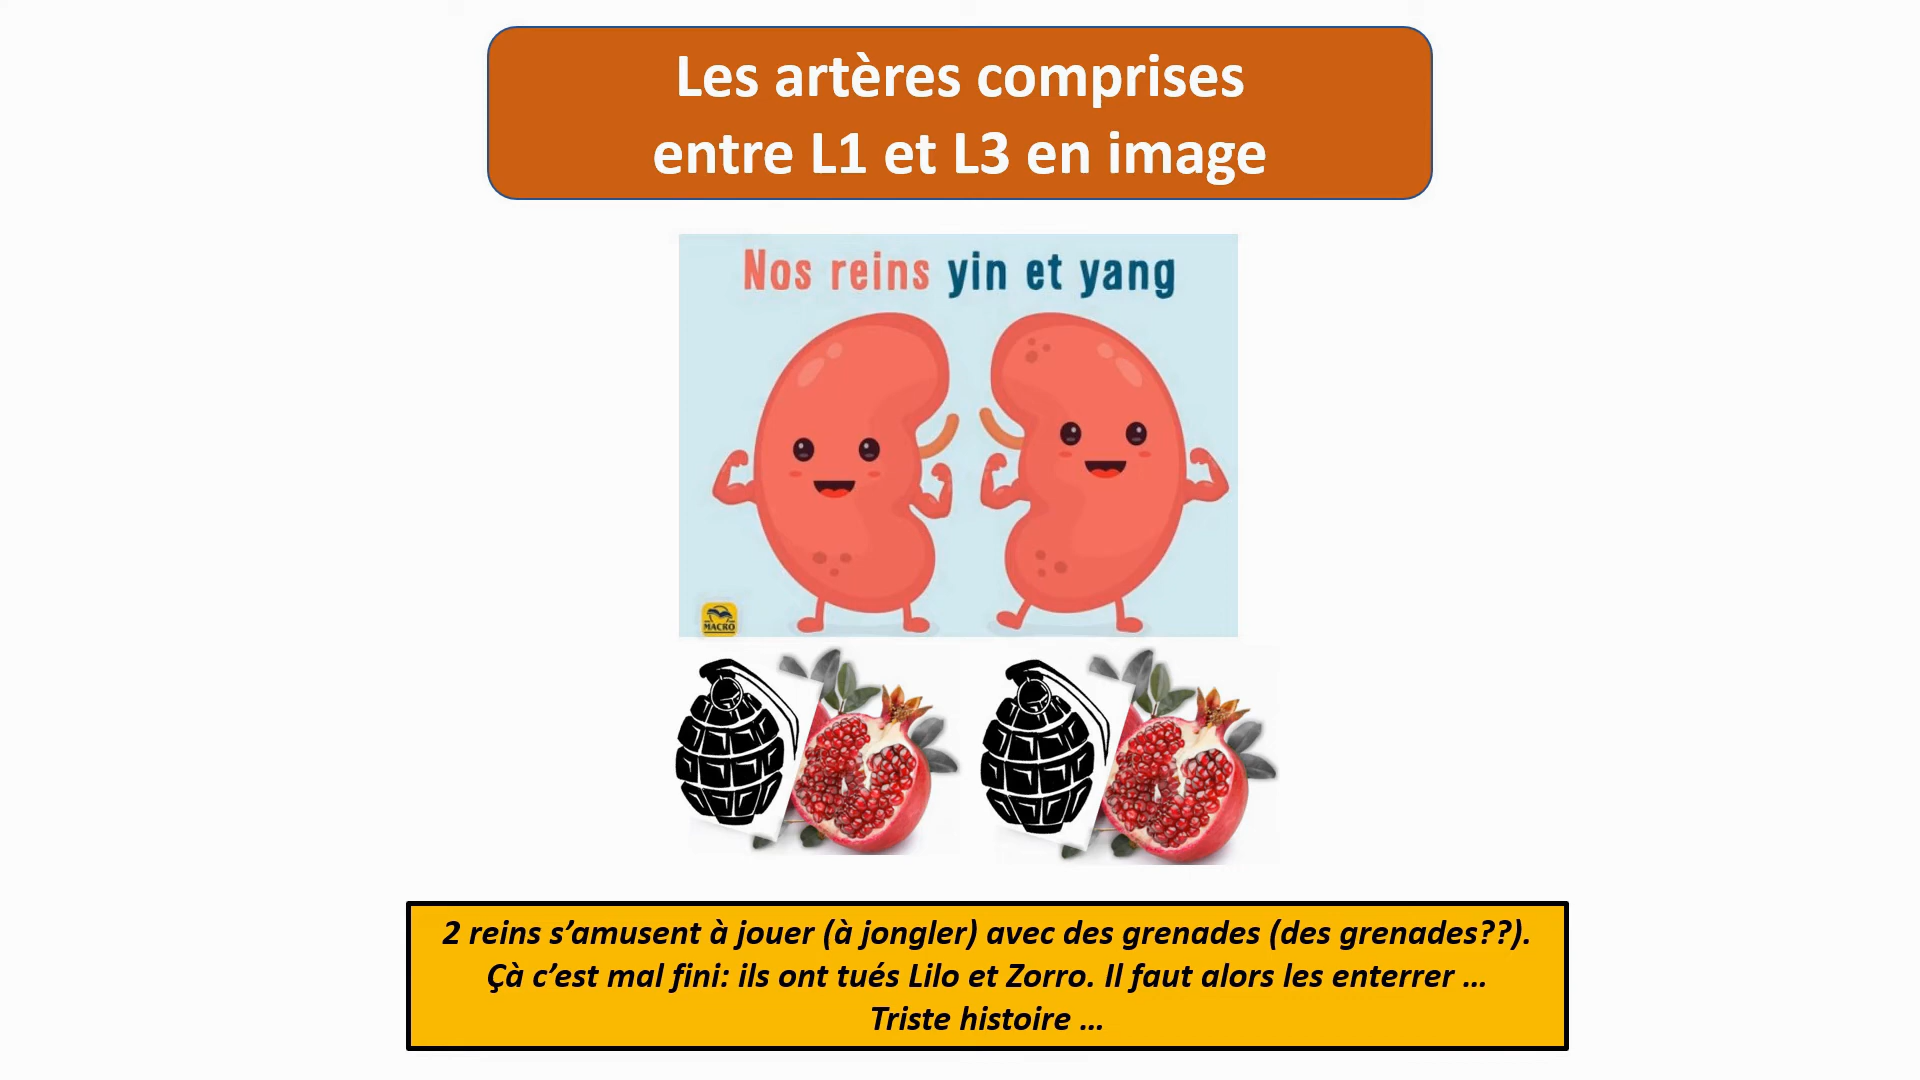 Les artères comprises
entre L1 et L3 en image
Nos reins yin et yang
MACRO
2 reins s’amusent à jouer (à jongler) avec des grenades (des grenades??).
Çà c’est mal fini: ils ont tués Lilo et Zorro. Il faut alors les enterrer …
Triste histoire …